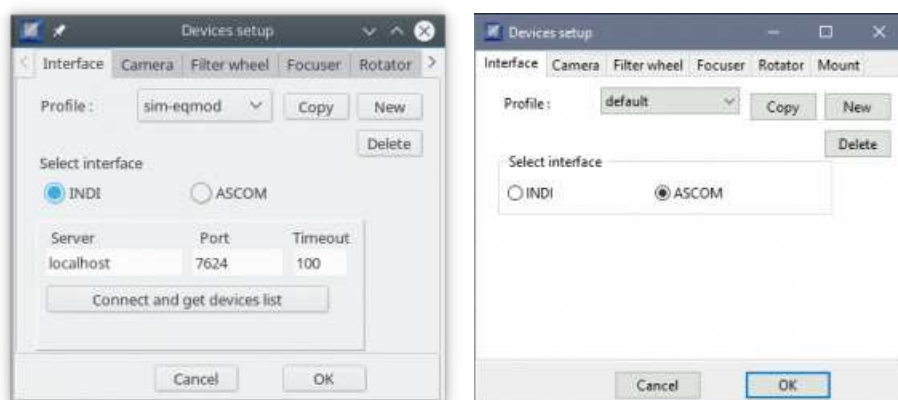 Devices setup
Interface Camera Filter wheel Focuser Rotator
Profile : sim-eqmod Copy New
Delete
Select interface
INDI ASCOM
Server Port Timeout
localhost 7624 100
Connect and get devices list
Cancel OK
Devices setup
Interface Camera Filter wheel Focuser Rotator Mount
Profile : default Copy New
Delete
Select interface
INDI ASCOM
Cancel OK